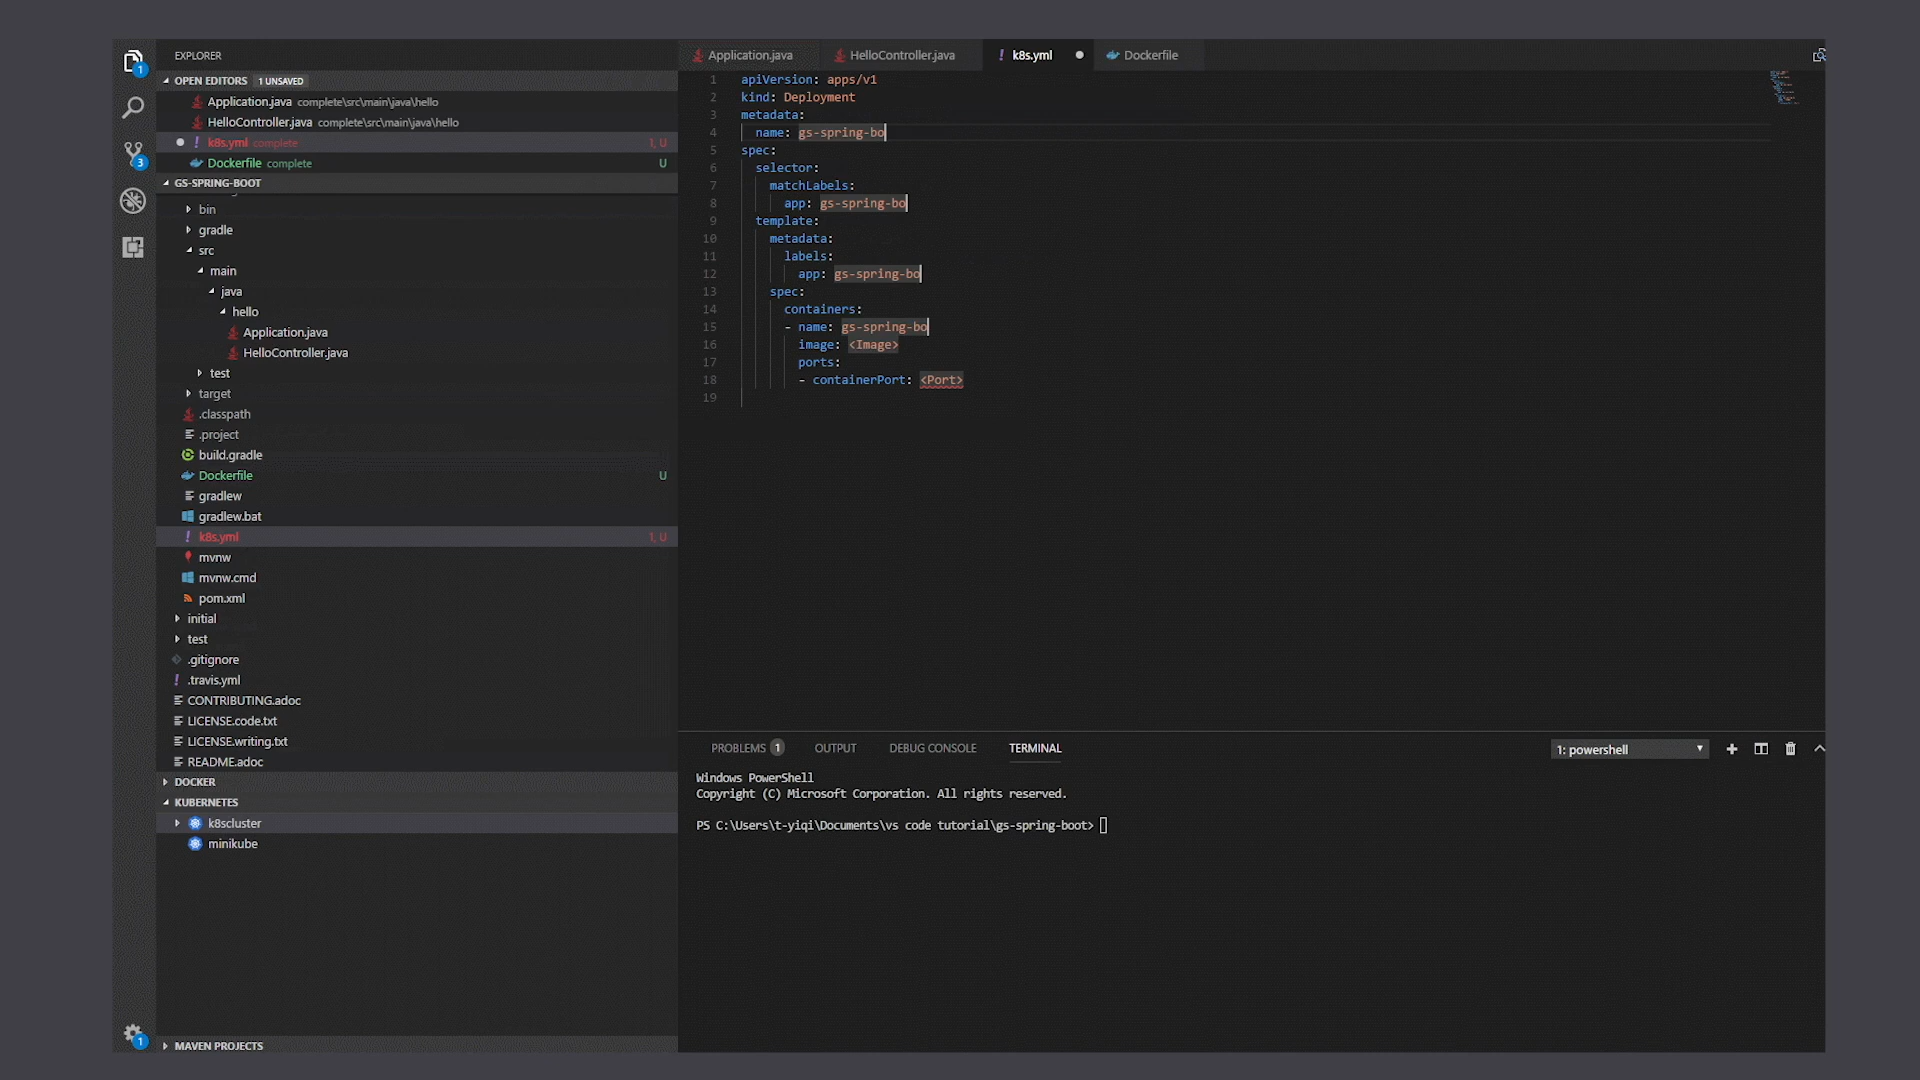 EXPLORER
OPEN EDITORS 1 UNSAVED
Application.java complete\src\main\java\hello
HelloController.java complete\src\main\java\hello
! k8s.yml complete 1, U
Dockerfile complete U
GS-SPRING-BOOT
bin
gradle
src
main
java
hello
Application.java
HelloController.java
test
target
.classpath
.project
build.gradle
Dockerfile U
gradlew
gradlew.bat
! k8s.yml 1, U
mvnw
mvnw.cmd
pom.xml
initial
test
.gitignore
! .travis.yml
CONTRIBUTING.adoc
LICENSE.code.txt
LICENSE.writing.txt
README.adoc
DOCKER
KUBERNETES
k8scluster
minikube
MAVEN PROJECTS
1
3
1
Application.java HelloController.java ! k8s.yml Dockerfile
1 apiVersion: apps/v1
2 kind: Deployment
3 metadata:
4 name: gs-spring-bo
5 spec:
6 selector:
7 matchLabels:
8 app: gs-spring-bo
9 template:
10 metadata:
11 labels:
12 app: gs-spring-bo
13 spec:
14 containers:
15 - name: gs-spring-bo
16 image: <Image>
17 ports:
18 - containerPort: <Port>
19
PROBLEMS 1 OUTPUT DEBUG CONSOLE TERMINAL 1: powershell
Windows PowerShell
Copyright (C) Microsoft Corporation. All rights reserved.
PS C:\Users\t-yiqi\Documents\vs code tutorial\gs-spring-boot>